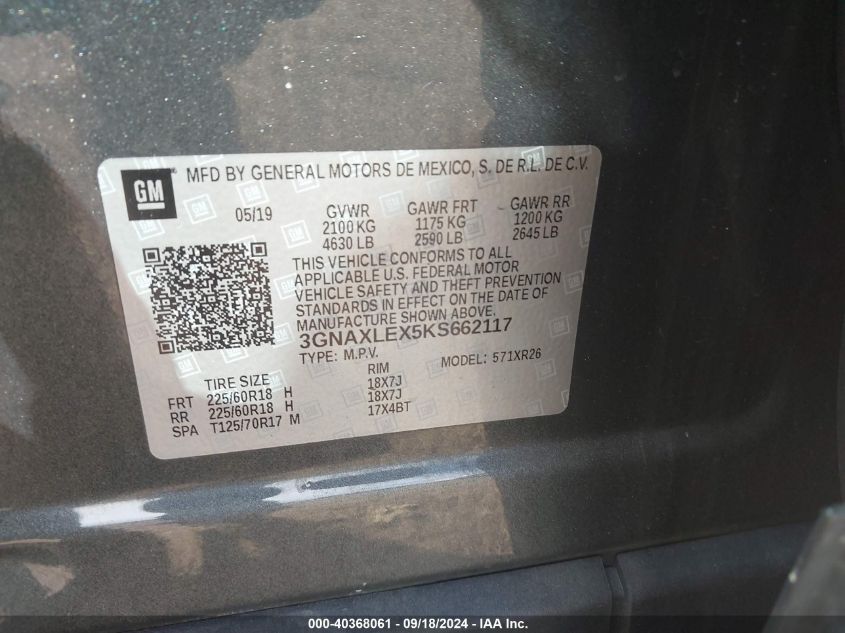 GM
MFD BY GENERAL MOTORS DE MEXICO, S. DE R.L. DE C.V.
05/19 GVWR GAWR FRT GAWR RR
2100 KG 1175 KG 1200 KG
4630 LB 2590 LB 2645 LB
THIS VEHICLE CONFORMS TO ALL
APPLICABLE U.S. FEDERAL MOTOR
VEHICLE SAFETY AND THEFT PREVENTION
STANDARDS IN EFFECT ON THE DATE OF
MANUFACTURE SHOWN ABOVE.
3GNAXLEX5KS662117
TYPE: M.P.V. MODEL: 571XR26
TIRE SIZE RIM
FRT 225/60R18 H 18X7J
RR 225/60R18 H 18X7J
SPA T125/70R17 M 17X4BT
000-40368061 - 09/18/2024 - IAA, Inc.